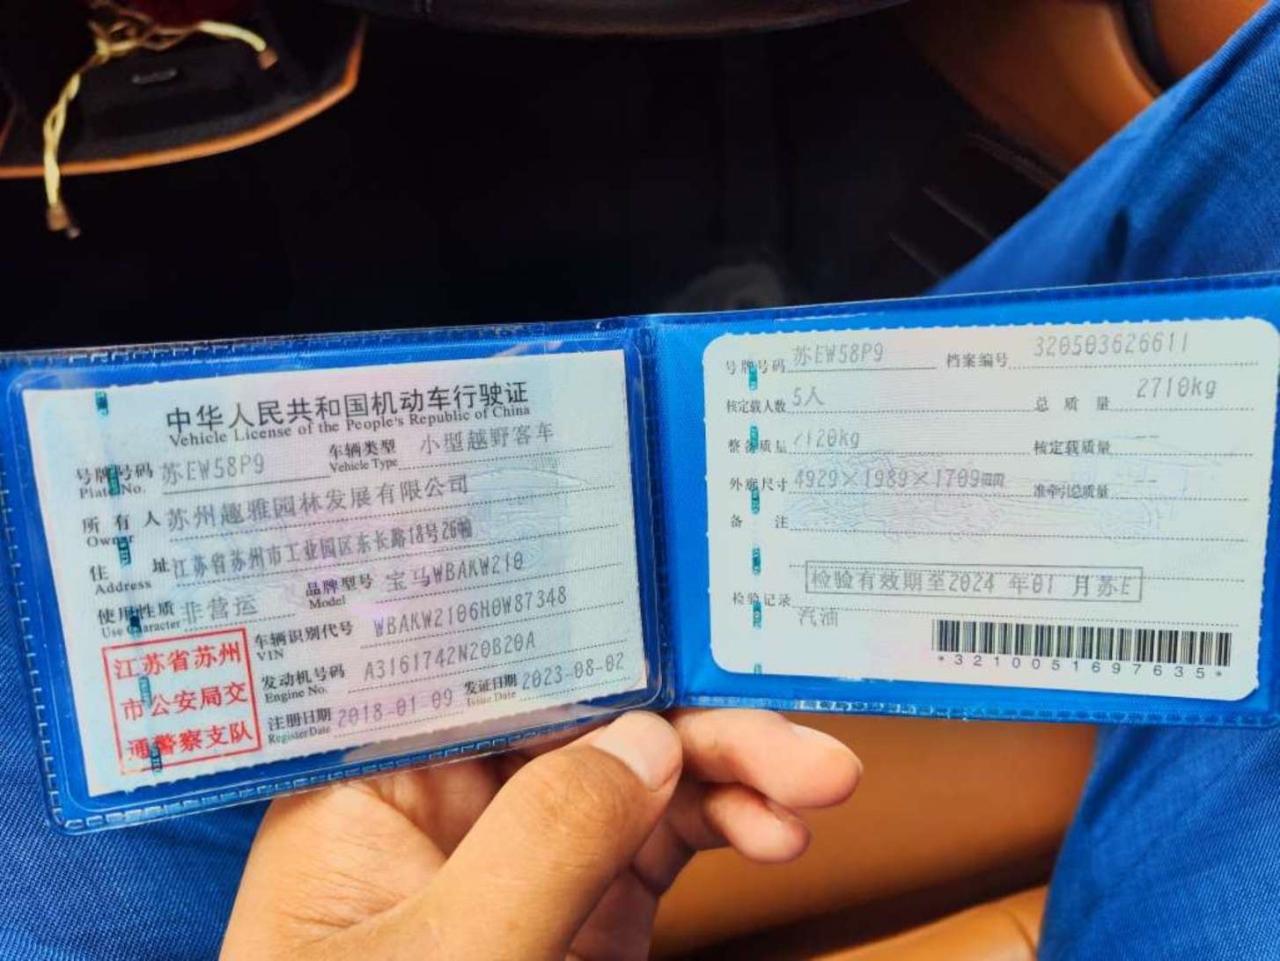 中华人民共和国机动车行驶证
Vehicle License of the People's Republic of China
号牌号码 苏EW58P9 车辆类型 小型越野客车
Plate No. Vehicle Type
所有人 苏州趣雅园林发展有限公司
Owner
住址 江苏省苏州市工业园区东长路18号26幢
Address
使用性质 非营运 品牌型号 宝马WBAKW210
Use Character Model
江苏省苏州
市公安局交
通警察支队
车辆识别代号 WBAKW2106H0W87348
VIN
发动机号码 A3161742N20B20A
Engine No.
注册日期 2018-01-09 发证日期 2023-08-02
Register Date Issue Date
号牌号码 苏EW58P9 档案编号 320503626611
核定载人数 5人 总质量 2710kg
整备质量 2120kg 核定载质量 --
外廓尺寸 4929×1989×1709mm 准牵引总质量 --
备注
检验有效期至2024年01月苏E
检验记录
汽油
*3210051697635*